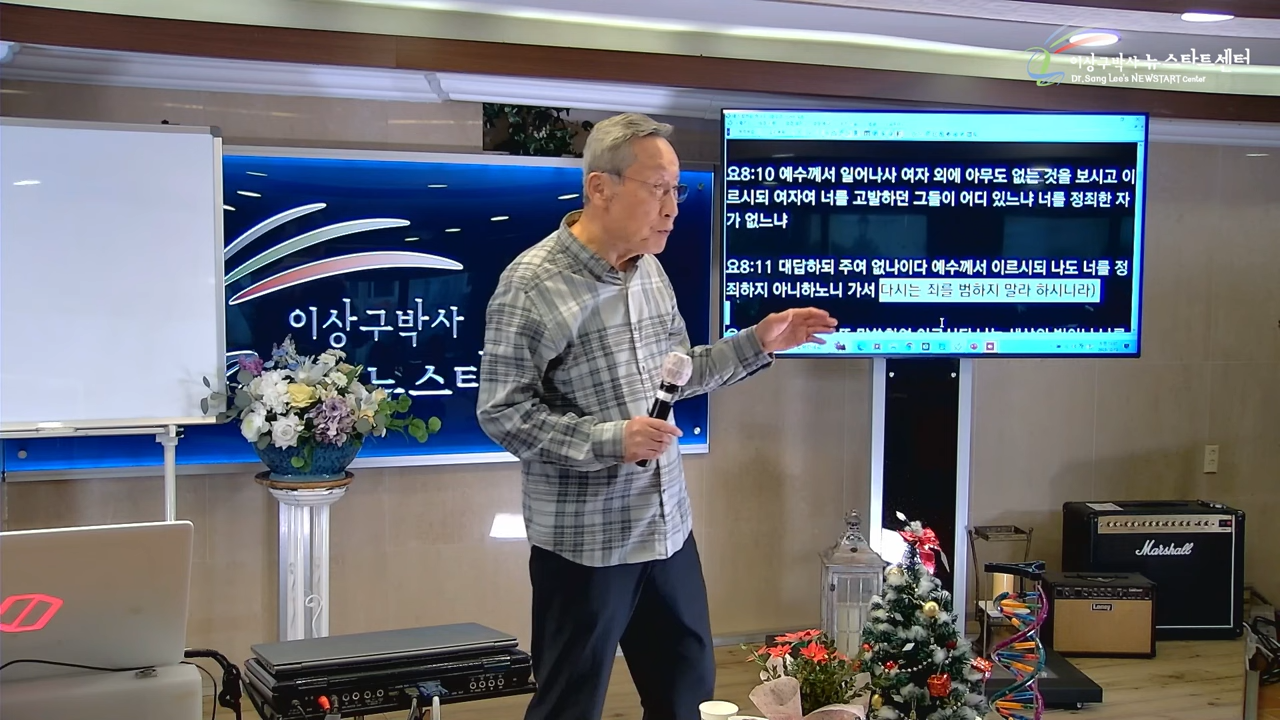 이상구박사 뉴 스타트센터
Dr. Sang Lee's NEWSTART Center
요8:10 예수께서 일어나사 여자 외에 아무도 없는 것을 보시고 이
르시되 여자여 너를 고발하던 그들이 어디 있느냐 너를 정죄한 자
가 없느냐
요8:11 대답하되 주여 없나이다 예수께서 이르시되 나도 너를 정
죄하지 아니하노니 가서 다시는 죄를 범하지 말라 하시니라)
이상구박사
뉴스타
Marshall
Laney